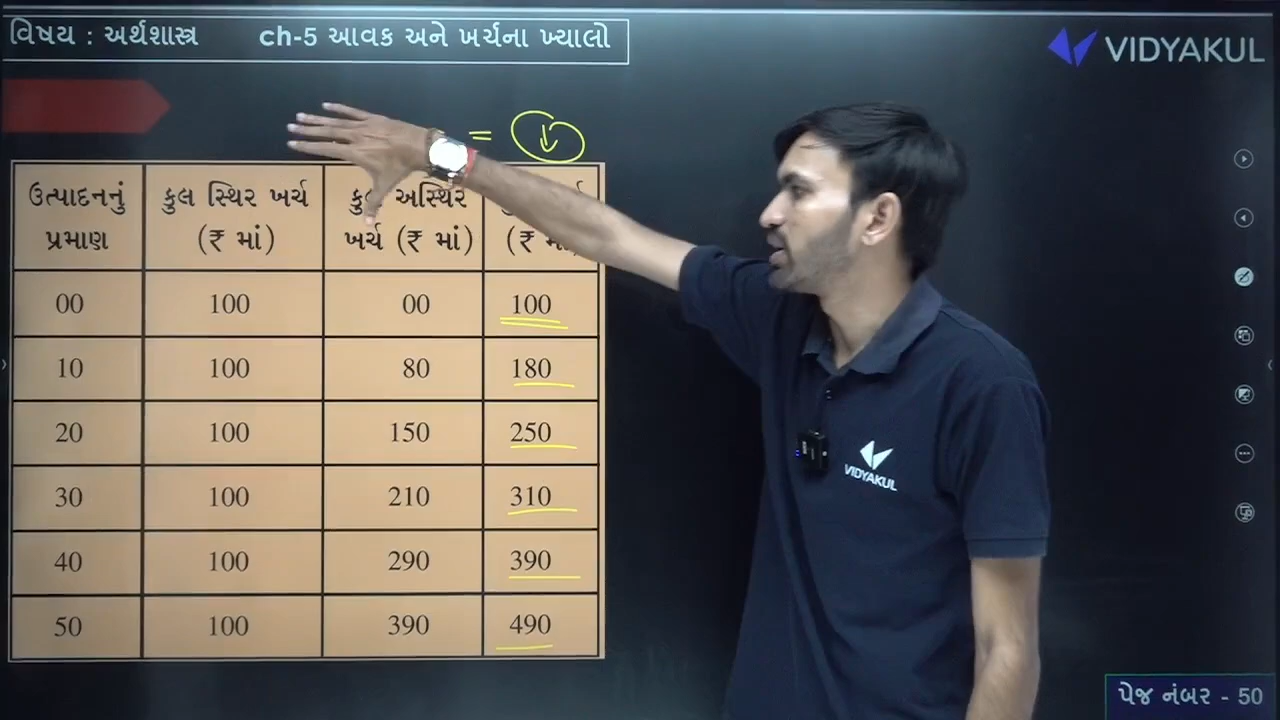 વિષય : અર્થશાસ્ત્ર ch-5 આવક અને ખર્ચના ખ્યાલો
VIDYAKUL
=
ઉત્પાદનનું પ્રમાણ કુલ સ્થિર ખર્ચ (₹ માં) અસ્થિર ખર્ચ (₹ માં) (₹
00 100 00 100
10 100 80 180
20 100 150 250
30 100 210 310
40 100 290 390
50 100 390 490
VIDYAKUL
પેજ નંબર - 50